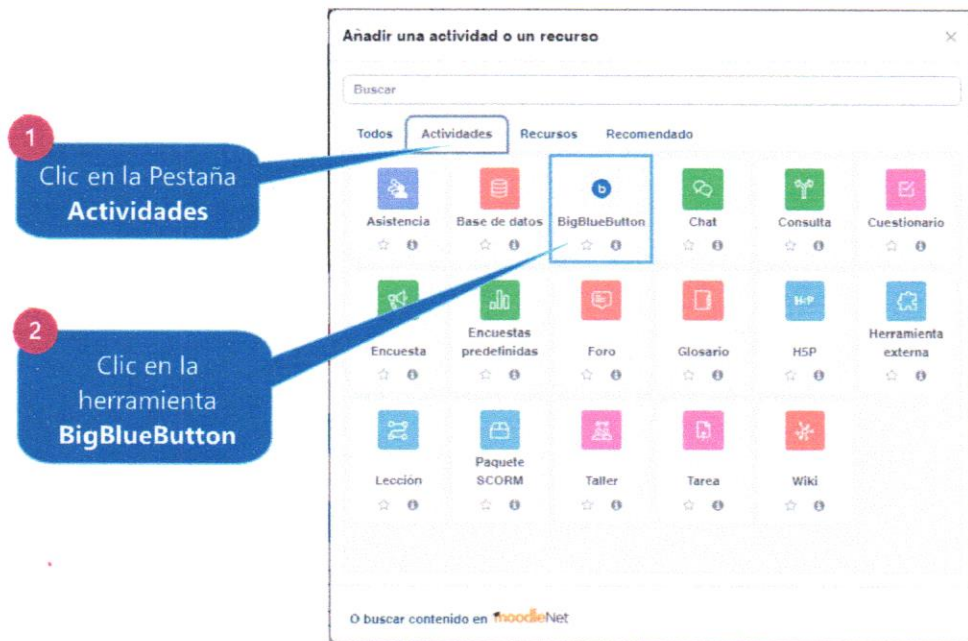 Añadir una actividad o un recurso
Buscar
Todos Actividades Recursos Recomendado
1
Clic en la Pestaña
Actividades
Asistencia Base de datos BigBlueButton Chat Consulta Cuestionario
2
Clic en la
herramienta
BigBlueButton
Encuesta
Encuestas
predefinidas
Foro
Glosario
H-P
H5P
Herramienta
externa
Lección
Paquete
SCORM
Taller
Tarea
Wiki
O buscar contenido en moodleNet